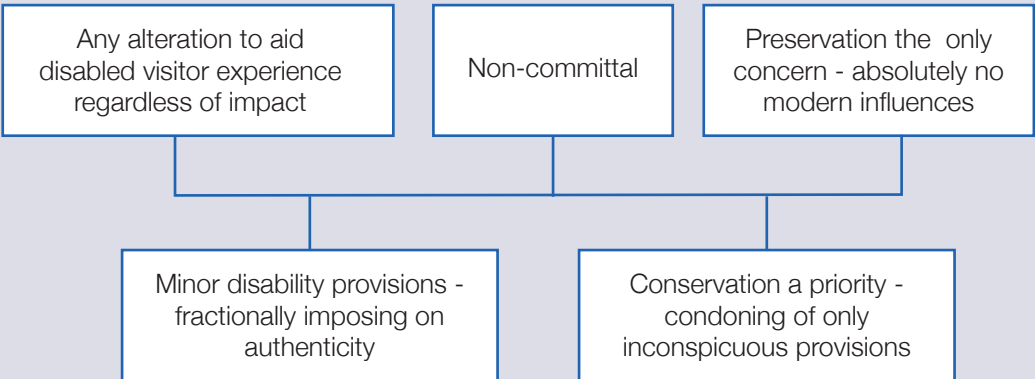 Any alteration to aid
disabled visitor experience
regardless of impact
Non-committal
Preservation the only
concern - absolutely no
modern influences
Minor disability provisions -
fractionally imposing on
authenticity
Conservation a priority -
condoning of only
inconspicuous provisions